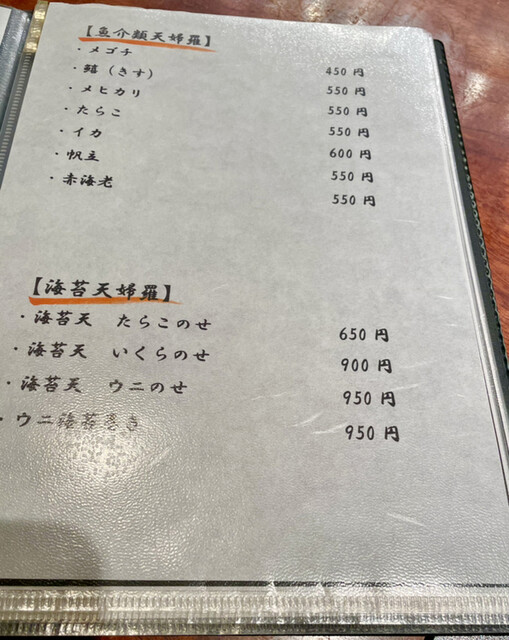 【魚介類天婦羅】
・メゴチ 450円
・鱚（きす） 550円
・メヒカリ 550円
・たらこ 550円
・イカ 600円
・帆立 550円
・赤海老 550円
【海苔天婦羅】
・海苔天 たらこのせ 650円
・海苔天 いくらのせ 900円
・海苔天 ウニのせ 950円
・ウニ海苔巻き 950円